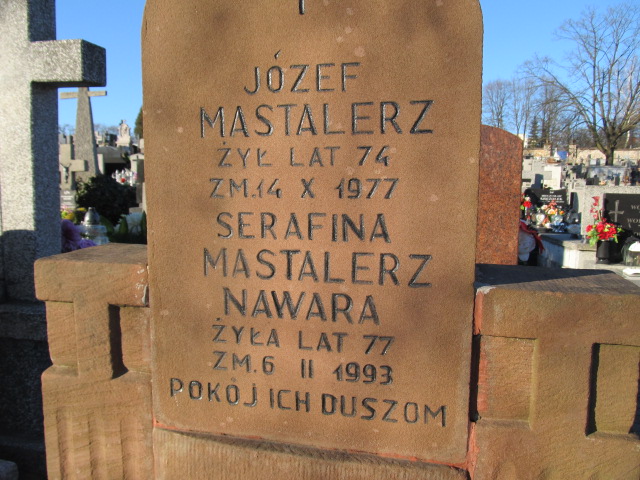 JÓZEF
MASTALERZ
ŻYŁ LAT 74
ZM. 14 X 1977
SERAFINA
MASTALERZ
NAWARA
ŻYŁA LAT 77
ZM. 6 II 1993
POKÓJ ICH DUSZOM